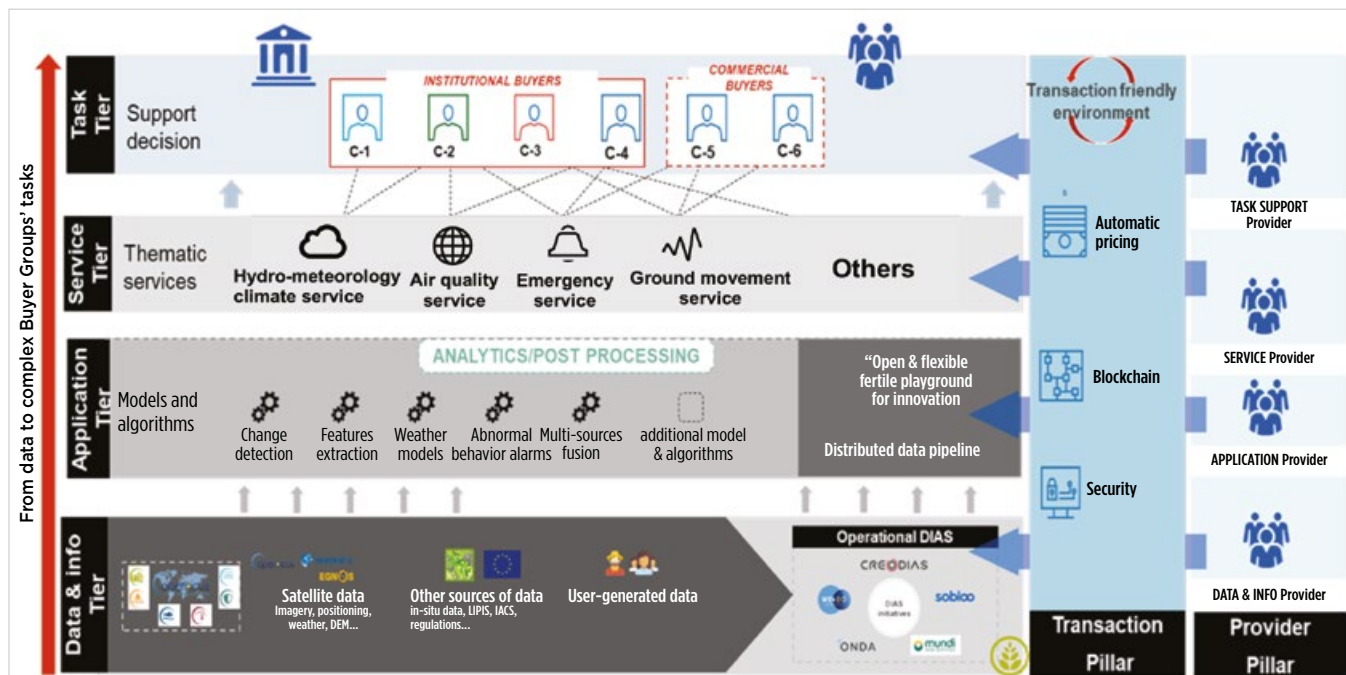 From data to complex Buyer Groups' tasks
Task
Tier
Support
decision
INSTITUTIONAL BUYERS
C-1
C-2
C-3
C-4
COMMERCIAL
BUYERS
C-5
C-6
Service
Tier
Thematic
services
Hydro-meteorology
climate service
Air quality
service
Emergency
service
Ground movement
service
Others
Application
Tier
Models and
algorithms
ANALYTICS/POST PROCESSING
Change
detection
Features
extraction
Weather
models
Abnormal
behavior alarms
Multi-sources
fusion
additional model
& algorithms
“Open & flexible
fertile playground
for innovation
Distributed data pipeline
Data & info
Tier
EGNOS
Satellite data
Imagery, positioning,
weather, DEM...
Other sources of data
in-situ data, LIPIS, IACS,
regulations...
User-generated data
Operational DIAS
CREODIAS
sobloo
DIAS
initiatives
ONDA
mundi
Transaction friendly
environment
Automatic
pricing
Blockchain
Security
Transaction
Pillar
TASK SUPPORT
Provider
SERVICE Provider
APPLICATION Provider
DATA & INFO Provider
Provider
Pillar